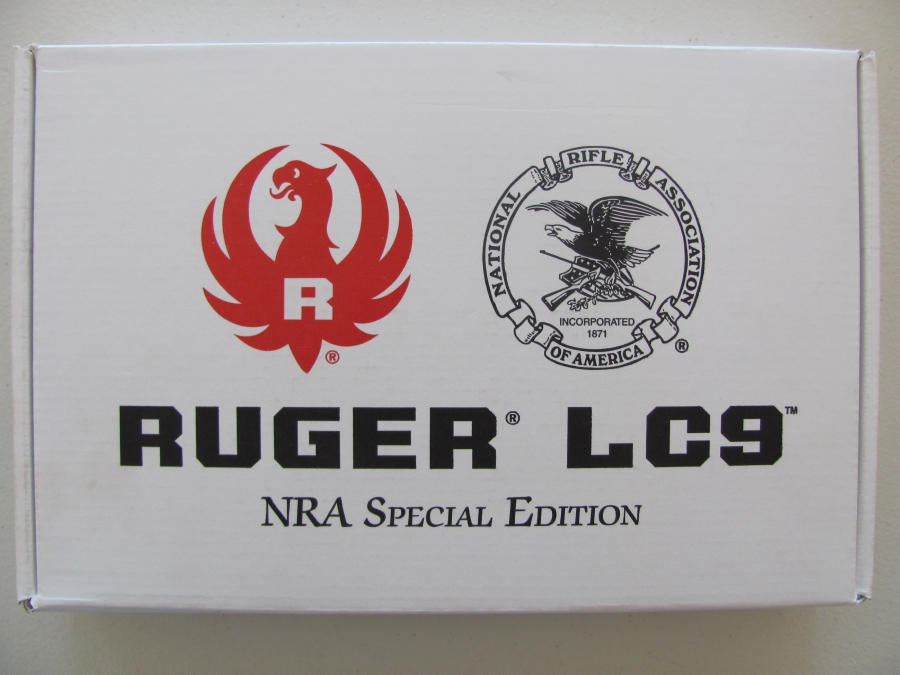 R
®
NATIONAL RIFLE ASSOCIATION
INCORPORATED
1871
OF AMERICA
®
RUGER® LC9™
NRA SPECIAL EDITION